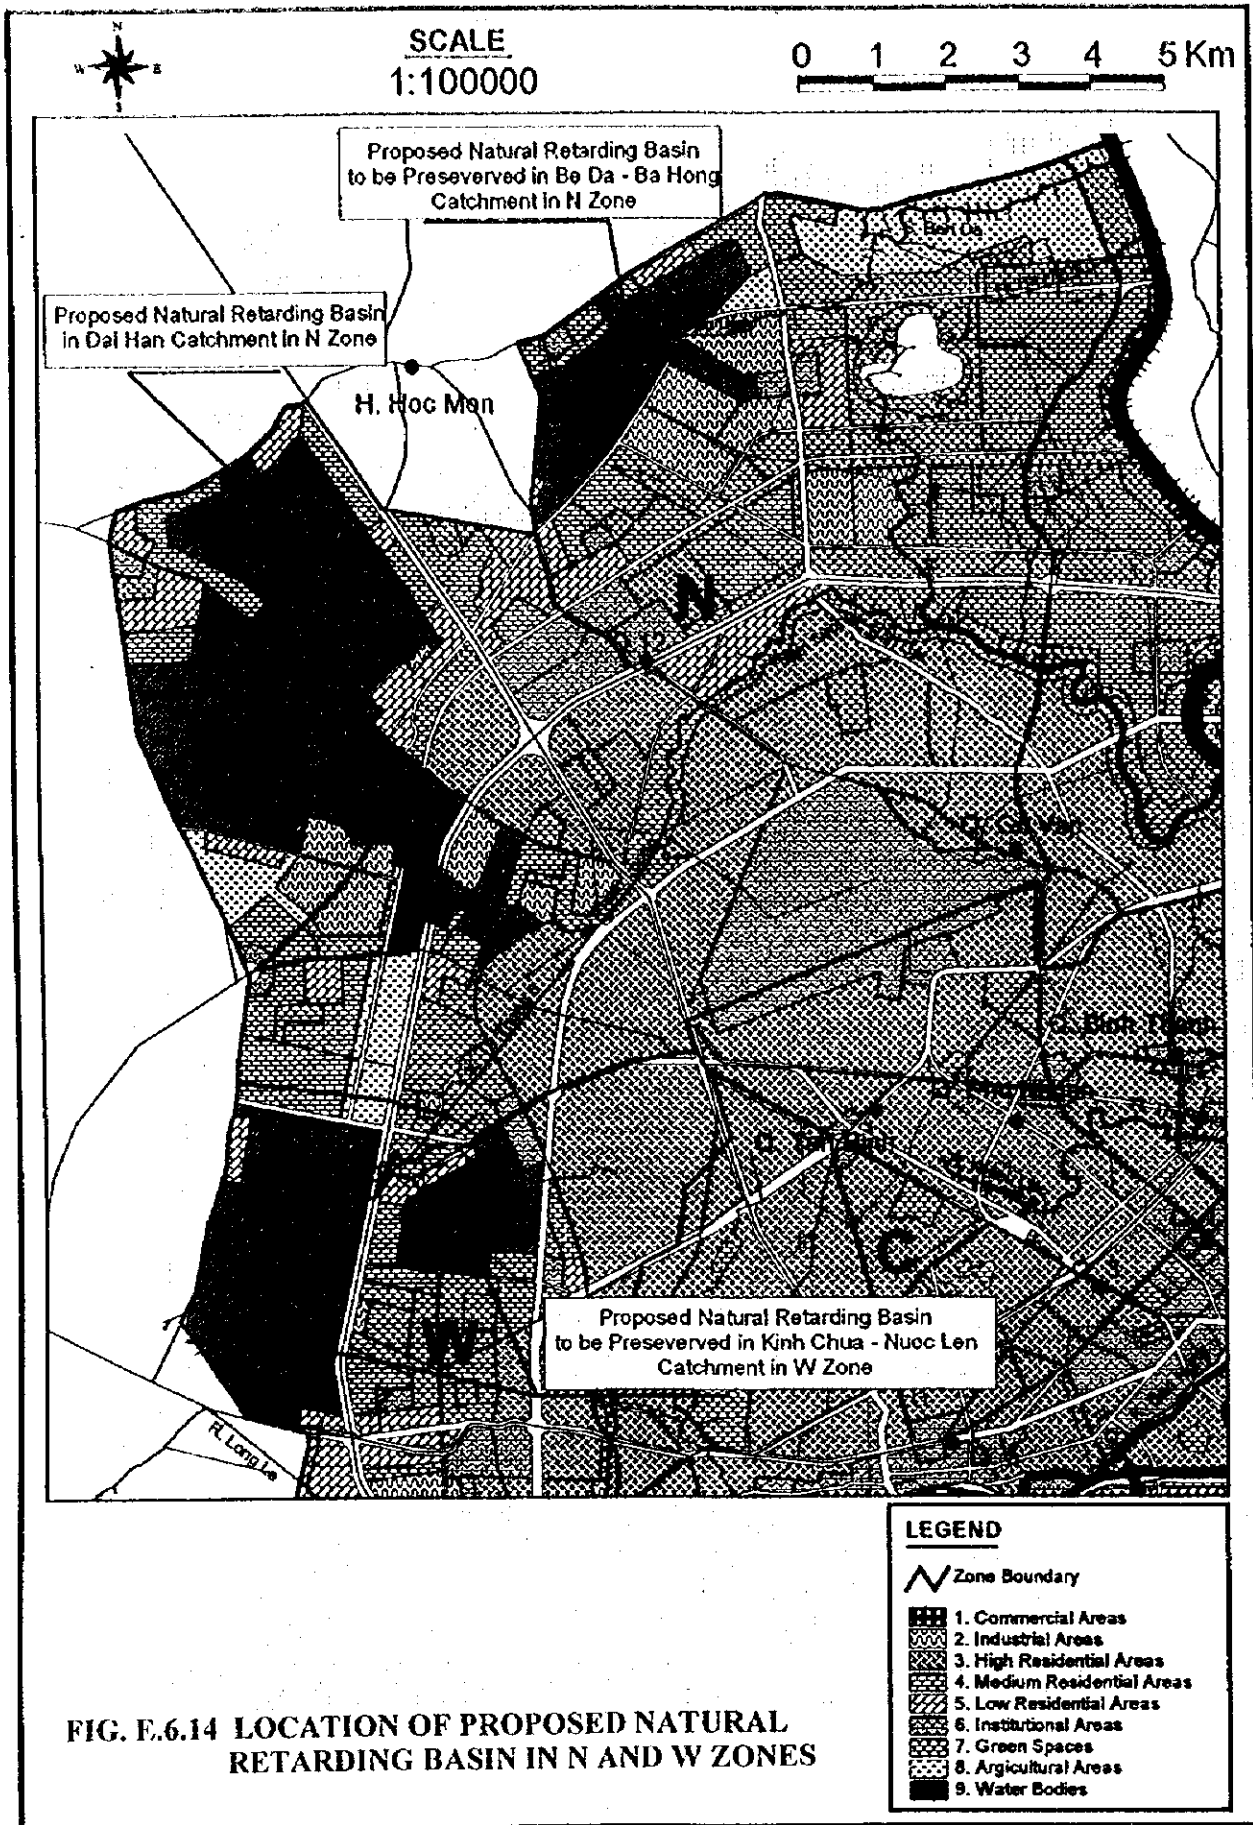 N
W
E
S
SCALE
1:100000
0 1 2 3 4 5 Km
Proposed Natural Retarding Basin
to be Preseverved in Be Da - Ba Hong
Catchment in N Zone
Proposed Natural Retarding Basin
in Dai Han Catchment in N Zone
H. Hoc Mon
N
C
W
Proposed Natural Retarding Basin
to be Preseverved in Kinh Chua - Nuoc Len
Catchment in W Zone
LEGEND
Zone Boundary
1. Commercial Areas
2. Industrial Areas
3. High Residential Areas
4. Medium Residential Areas
5. Low Residential Areas
6. Institutional Areas
7. Green Spaces
8. Argicultural Areas
9. Water Bodies
FIG. E.6.14 LOCATION OF PROPOSED NATURAL
RETARDING BASIN IN N AND W ZONES